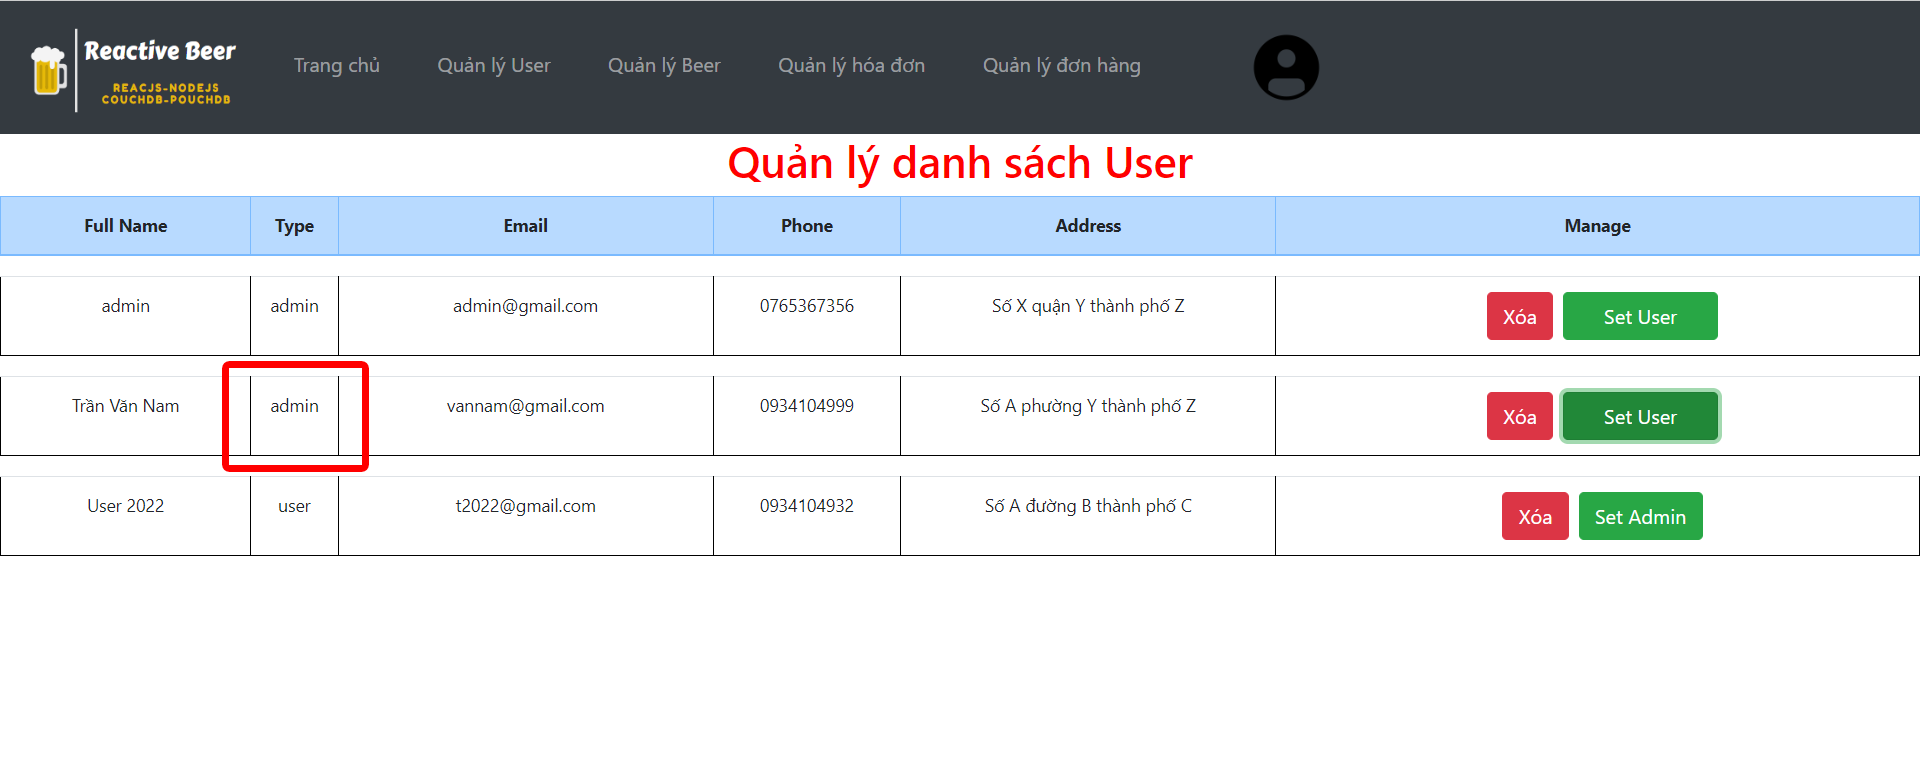 Reactive Beer
REACJS-NODEJS
COUCHDB-POUCHDB
Trang chủ Quản lý User Quản lý Beer Quản lý hóa đơn Quản lý đơn hàng
Quản lý danh sách User
Full Name Type Email Phone Address Manage
admin admin admin@gmail.com 0765367356 Số X quận Y thành phố Z Xóa Set User
Trần Văn Nam admin vannam@gmail.com 0934104999 Số A phường Y thành phố Z Xóa Set User
User 2022 user t2022@gmail.com 0934104932 Số A đường B thành phố C Xóa Set Admin